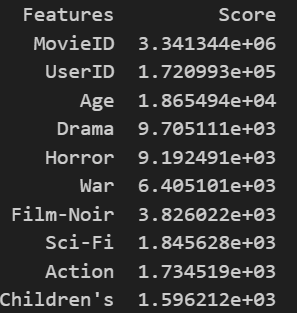 Features Score
MovieID 3.341344e+06
UserID 1.720993e+05
Age 1.865494e+04
Drama 9.705111e+03
Horror 9.192491e+03
War 6.405101e+03
Film-Noir 3.826022e+03
Sci-Fi 1.845628e+03
Action 1.734519e+03
Children's 1.596212e+03